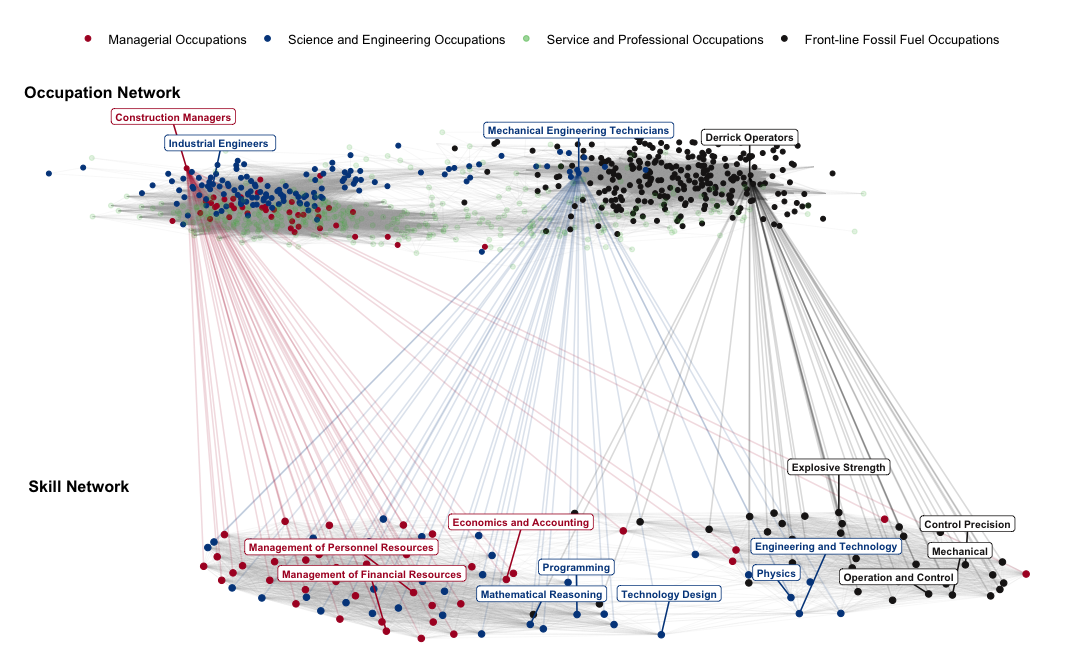 Managerial Occupations
Science and Engineering Occupations
Service and Professional Occupations
Front-line Fossil Fuel Occupations
Occupation Network
Construction Managers
Industrial Engineers
Mechanical Engineering Technicians
Derrick Operators
Skill Network
Explosive Strength
Economics and Accounting
Control Precision
Management of Personnel Resources
Engineering and Technology
Mechanical
Management of Financial Resources
Programming
Physics
Operation and Control
Mathematical Reasoning
Technology Design